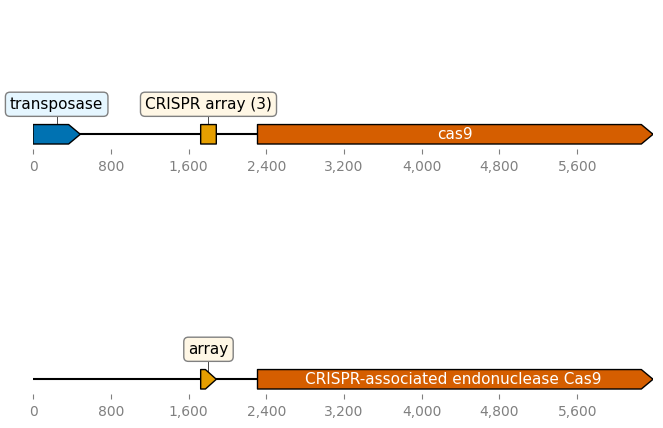 transposase CRISPR array (3)
cas9
0 800 1,600 2,400 3,200 4,000 4,800 5,600
array
CRISPR-associated endonuclease Cas9
0 800 1,600 2,400 3,200 4,000 4,800 5,600